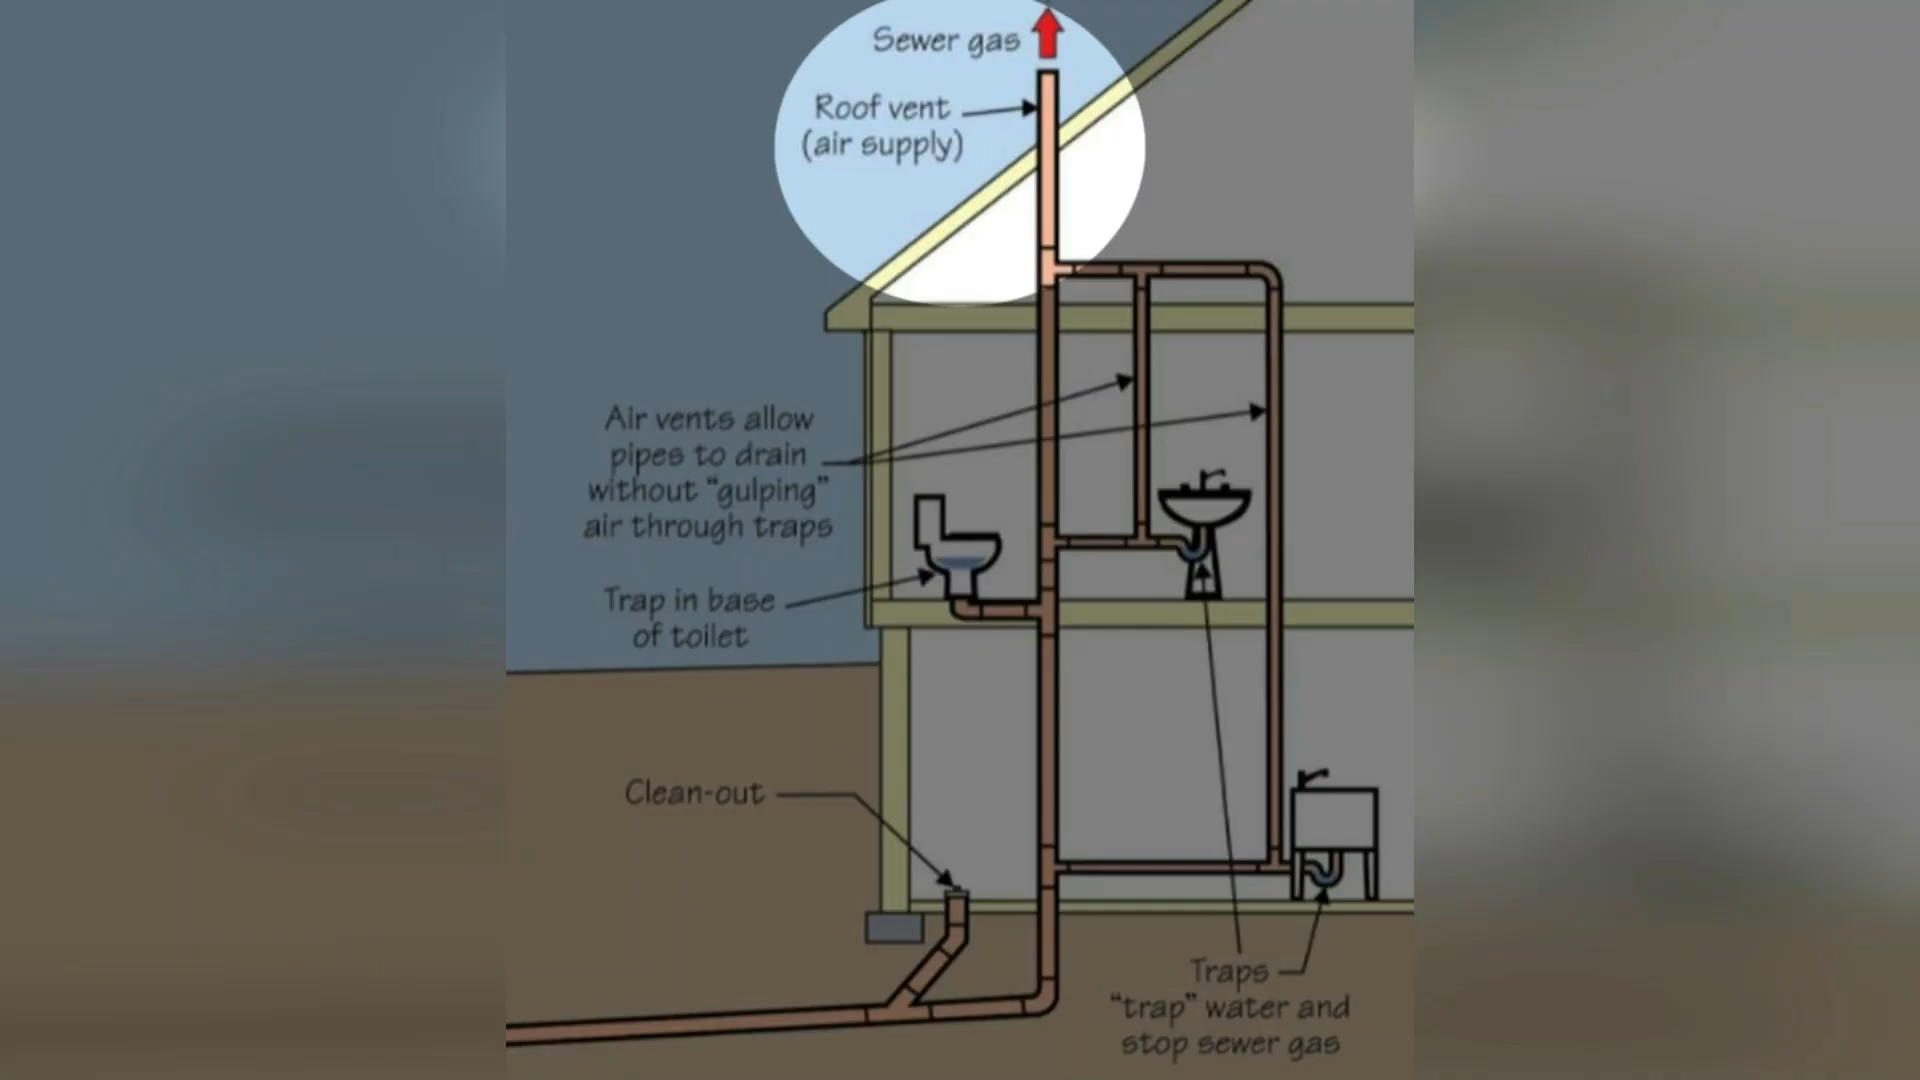 Sewer gas
Roof vent
(air supply)
Air vents allow
pipes to drain
without “gulping”
air through traps
Trap in base
of toilet
Clean-out
Traps
“trap” water and
stop sewer gas